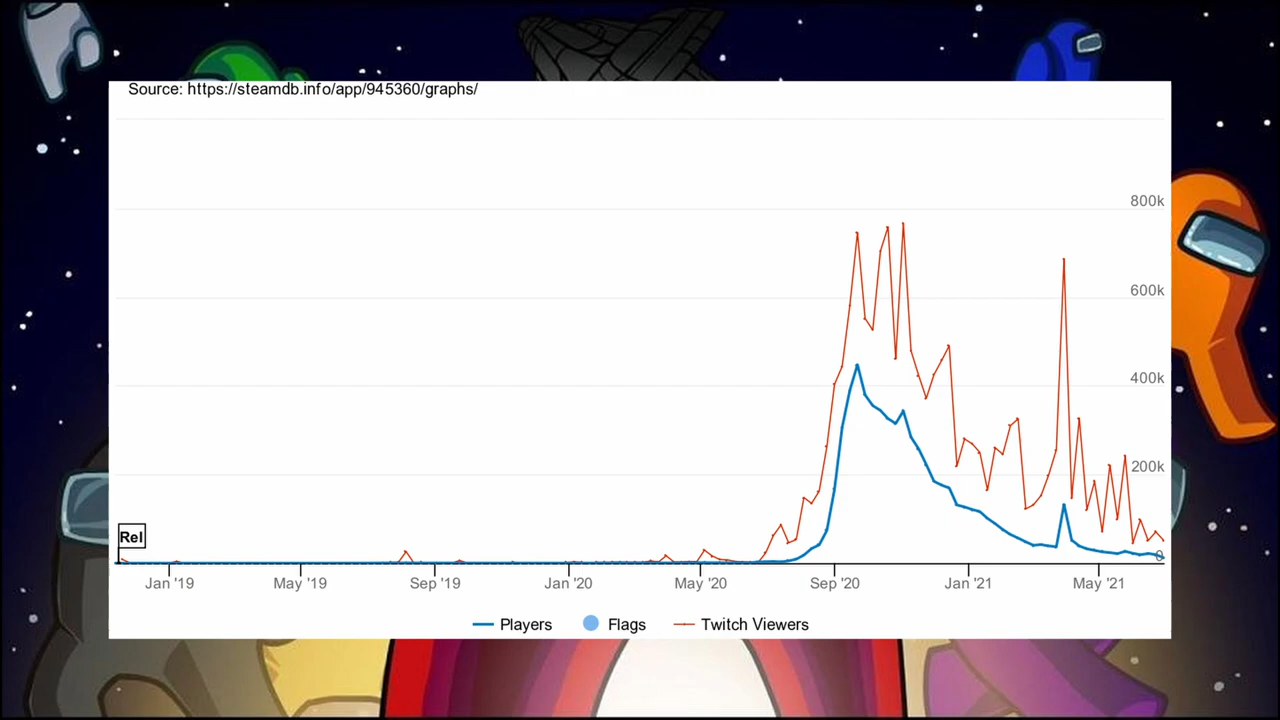 Source: https://steamdb.info/app/945360/graphs/
800k
600k
400k
200k
0
Rel
Jan '19 May '19 Sep '19 Jan '20 May '20 Sep '20 Jan '21 May '21
Players Flags Twitch Viewers